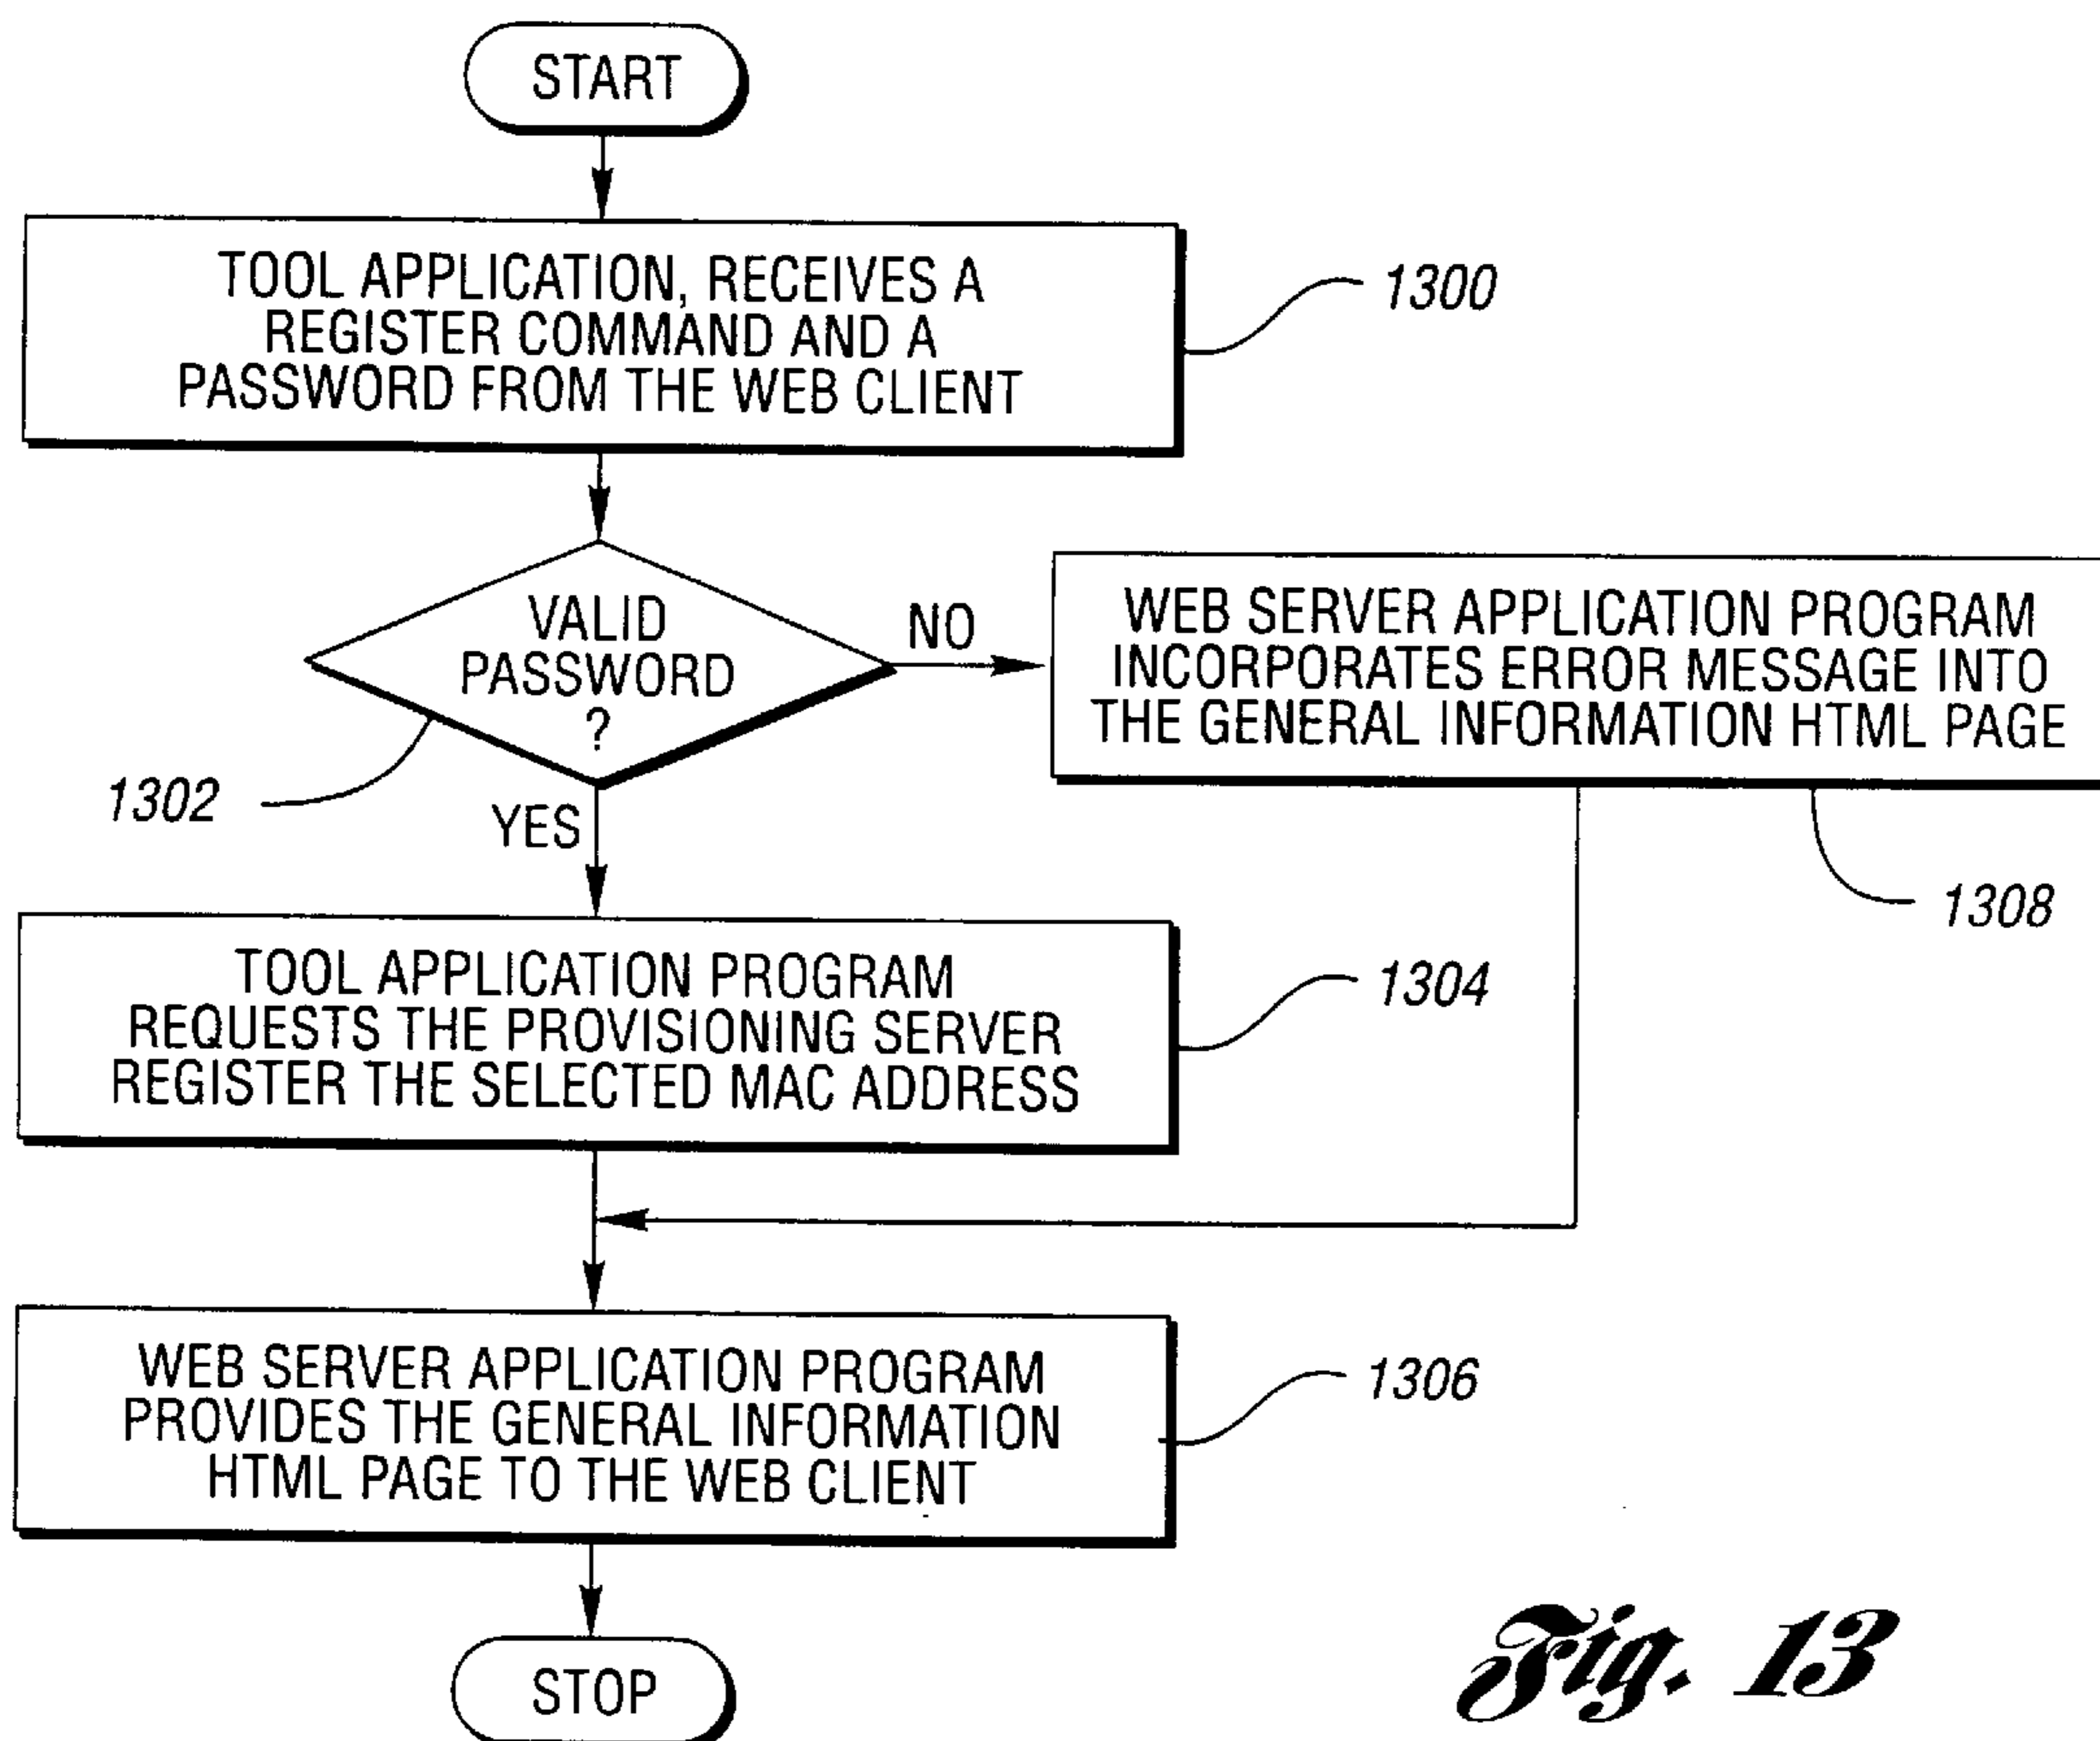 START
TOOL APPLICATION, RECEIVES A
REGISTER COMMAND AND A
PASSWORD FROM THE WEB CLIENT
1300
VALID
PASSWORD
?
1302
NO
WEB SERVER APPLICATION PROGRAM
INCORPORATES ERROR MESSAGE INTO
THE GENERAL INFORMATION HTML PAGE
1308
YES
TOOL APPLICATION PROGRAM
REQUESTS THE PROVISIONING SERVER
REGISTER THE SELECTED MAC ADDRESS
1304
WEB SERVER APPLICATION PROGRAM
PROVIDES THE GENERAL INFORMATION
HTML PAGE TO THE WEB CLIENT
1306
STOP
Fig. 13